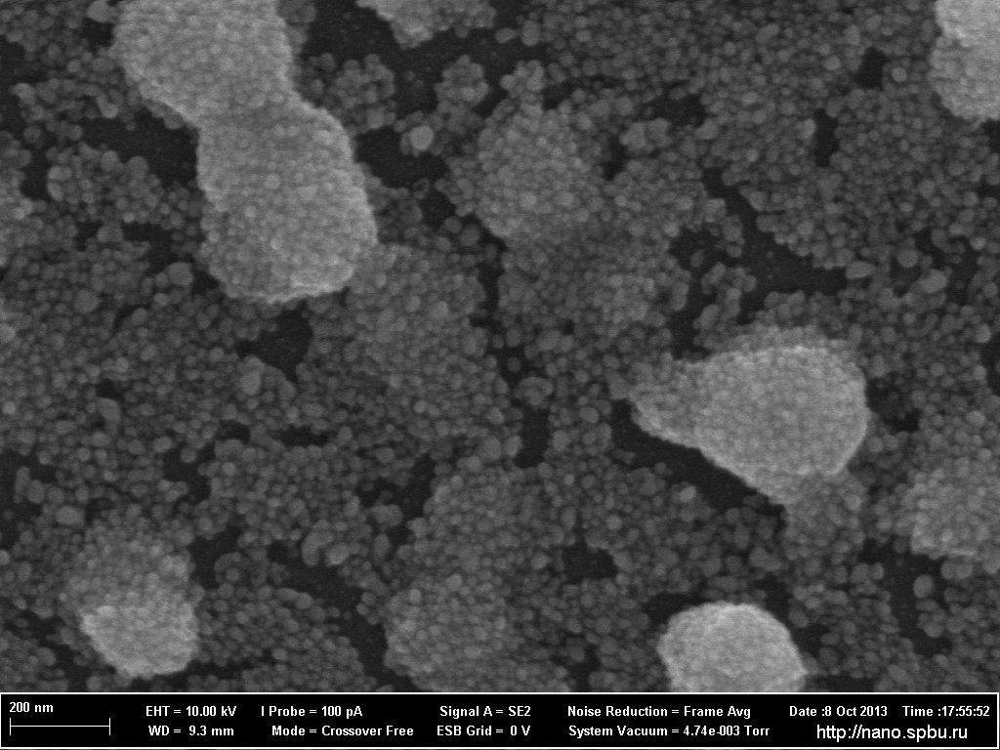 200 nm
EHT = 10.00 kV I Probe = 100 pA Signal A = SE2 Noise Reduction = Frame Avg Date :8 Oct 2013 Time :17:55:52
WD = 9.3 mm Mode = Crossover Free ESB Grid = 0 V System Vacuum = 4.74e-003 Torr http://nano.spbu.ru